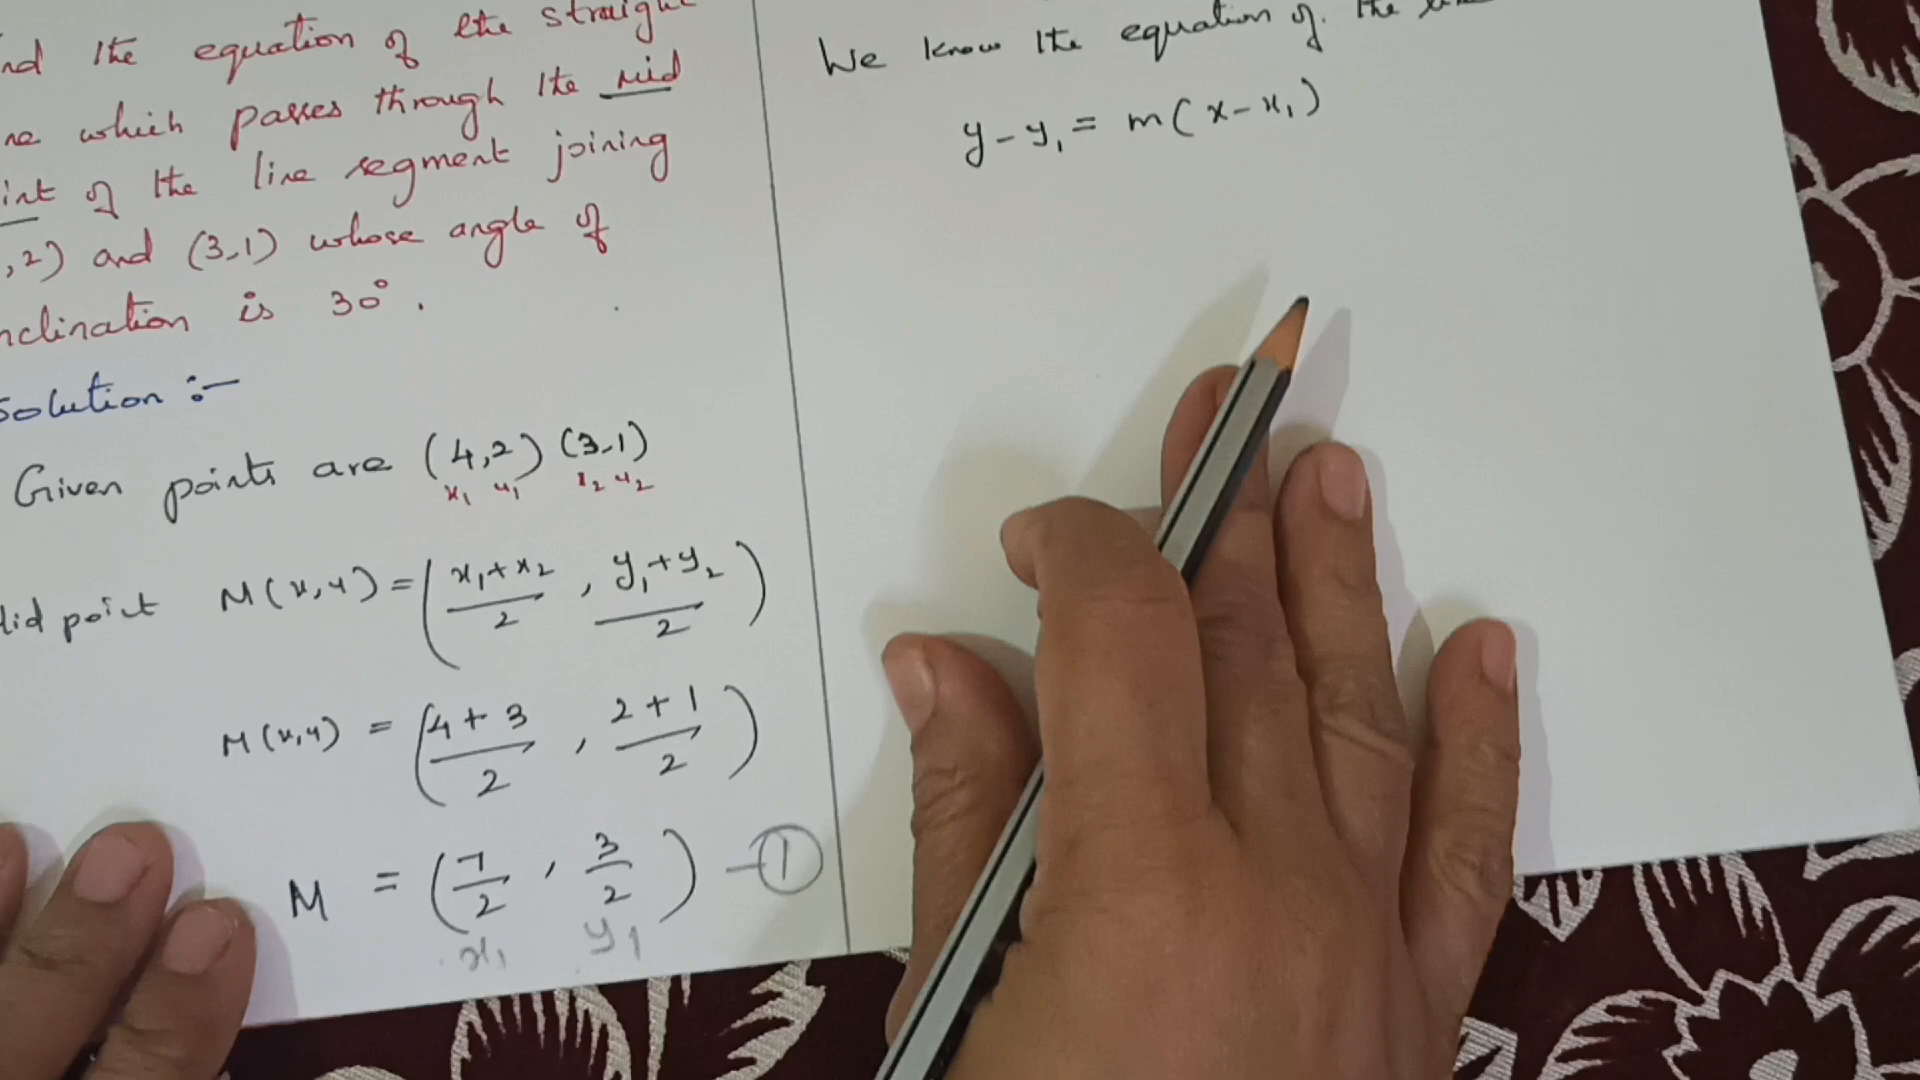 the equation of the
which passes through the mid
of the line segment joining
,2) and (3,1) whose angle of
is 30°.
Solution :-
Given points are (4,2) (3,1)
x₁ y₁ x₂ y₂
point M(x,y) = (x₁+x₂/2 , y₁+y₂/2)
M(x,y) = (4+3/2 , 2+1/2)
M = (7/2 , 3/2) - ①
x₁ y₁
We know the equation of the
y-y₁ = m(x-x₁)